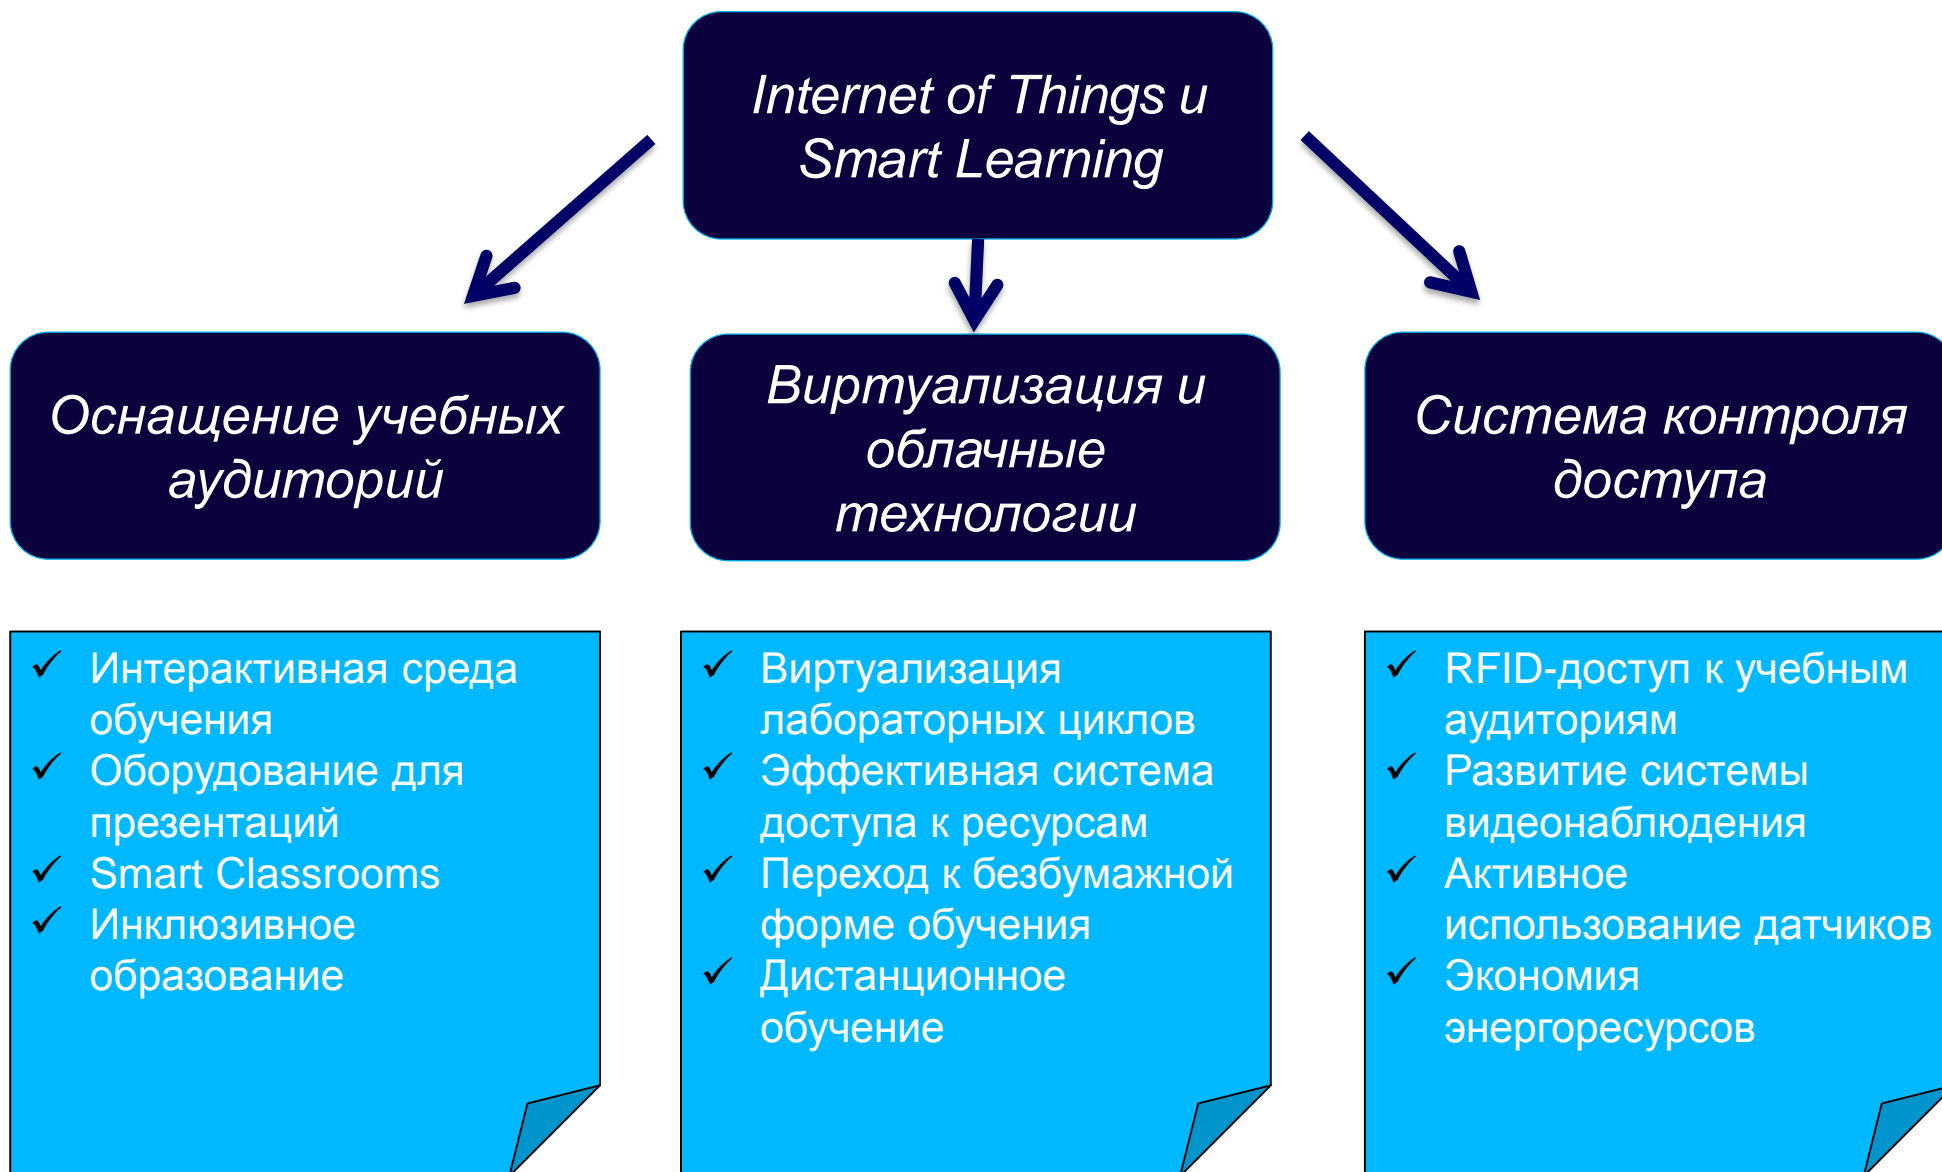 Internet of Things и
Smart Learning
Оснащение учебных
аудиторий
Виртуализация и
облачные
технологии
Система контроля
доступа
Интерактивная среда
обучения
Оборудование для
презентаций
Smart Classrooms
Инклюзивное
образование
Виртуализация
лабораторных циклов
Эффективная система
доступа к ресурсам
Переход к безбумажной
форме обучения
Дистанционное
обучение
RFID-доступ к учебным
аудиториям
Развитие системы
видеонаблюдения
Активное
использование датчиков
Экономия
энергоресурсов